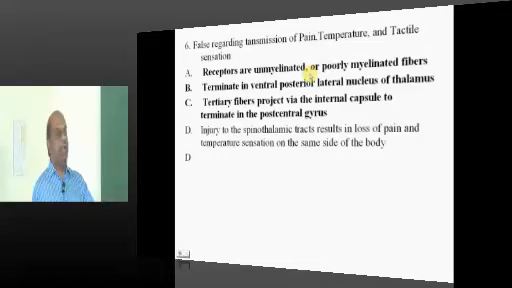 6. False regarding tansmission of Pain,Temperature, and Tactile
sensation
A. Receptors are unmyelinated, or poorly myelinated fibers
B. Terminate in ventral posterior lateral nucleus of thalamus
C. Tertiary fibers project via the internal capsule to
terminate in the postcentral gyrus
D. Injury to the spinothalamic tracts results in loss of pain and
temperature sensation on the same side of the body
D